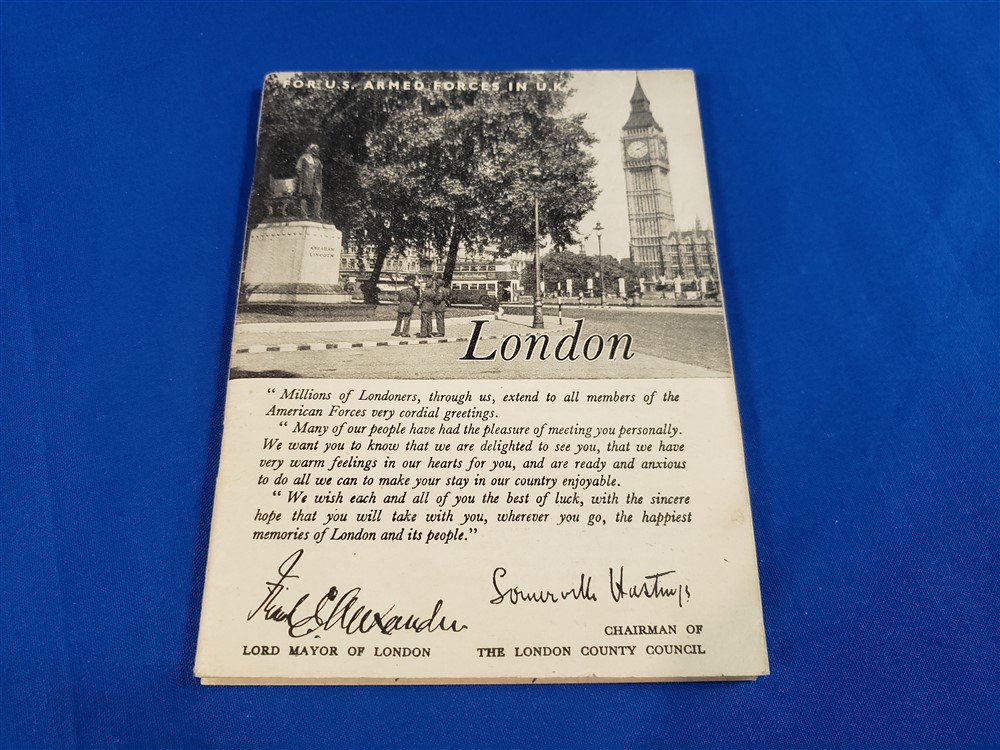 FOR U.S. ARMED FORCES IN U.K.
ABRAHAM
LINCOLN
London
“ Millions of Londoners, through us, extend to all members of the
American Forces very cordial greetings.
“ Many of our people have had the pleasure of meeting you personally.
We want you to know that we are delighted to see you, that we have
very warm feelings in our hearts for you, and are ready and anxious
to do all we can to make your stay in our country enjoyable.
“ We wish each and all of you the best of luck, with the sincere
hope that you will take with you, wherever you go, the happiest
memories of London and its people.”
Frank E Alexander
LORD MAYOR OF LONDON
Somerville Hastings
CHAIRMAN OF
THE LONDON COUNTY COUNCIL